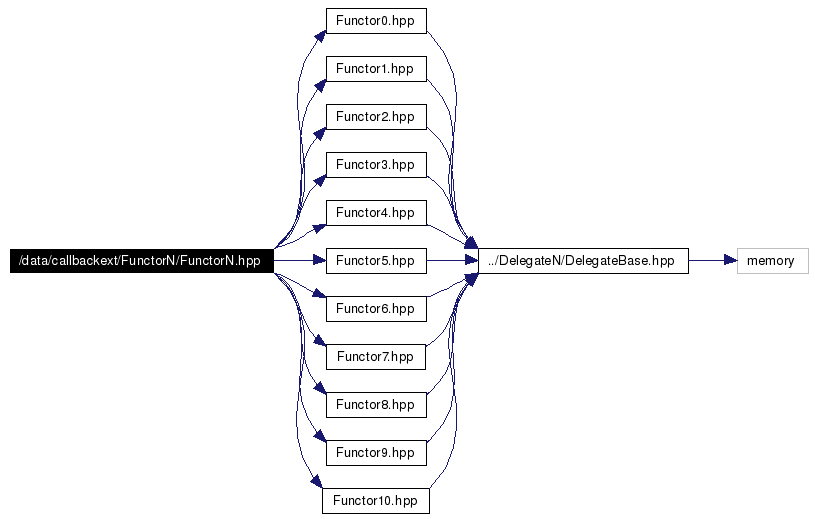 Functor0.hpp
Functor1.hpp
Functor2.hpp
Functor3.hpp
Functor4.hpp
/data/callbackext/FunctorN/FunctorN.hpp
Functor5.hpp
../DelegateN/DelegateBase.hpp
memory
Functor6.hpp
Functor7.hpp
Functor8.hpp
Functor9.hpp
Functor10.hpp